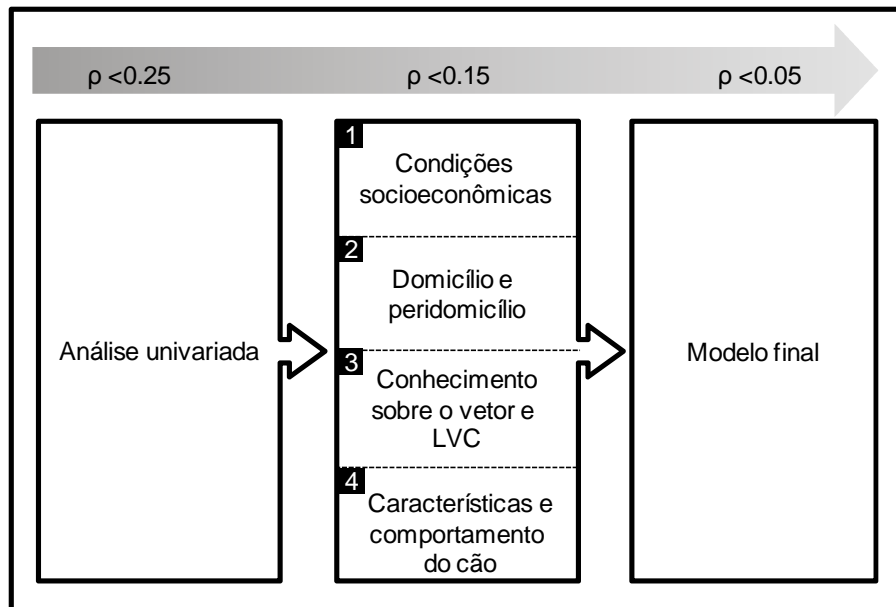 ρ <0.25
ρ <0.15
ρ <0.05
Análise univariada
1
Condições
socioeconômicas
2
Domicílio e
peridomicílio
3
Conhecimento
sobre o vetor e
LVC
4
Características e
comportamento
do cão
Modelo final